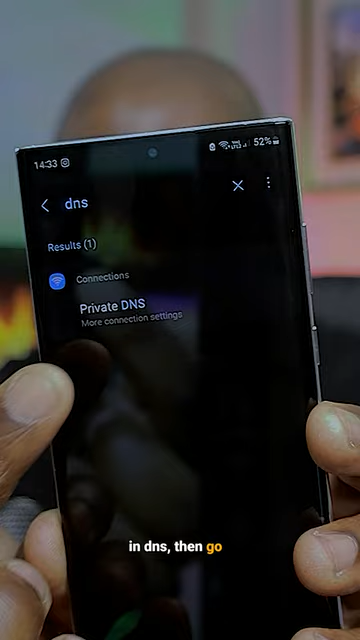 14:33
52%
dns
Results (1)
Connections
Private DNS
More connection settings
in dns, then go